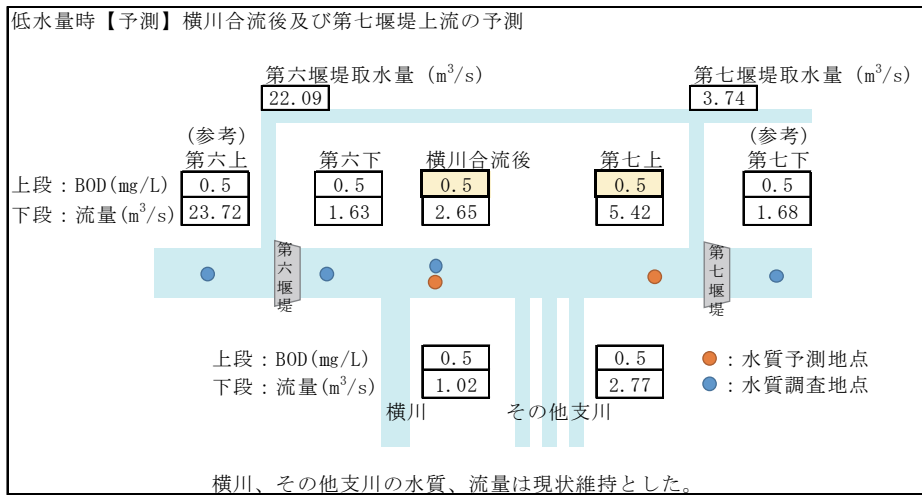 低水量時【予測】横川合流後及び第七堰堤上流の予測
第六堰堤取水量 (m³/s)
22.09
第七堰堤取水量 (m³/s)
3.74
(参考)
第六上
第六下
横川合流後
第七上
(参考)
第七下
上段：BOD(mg/L) 0.5 0.5 0.5 0.5 0.5
下段：流量(m³/s) 23.72 1.63 2.65 5.42 1.68
第六堰堤
第七堰堤
上段：BOD(mg/L) 0.5 0.5
下段：流量(m³/s) 1.02 2.77
：水質予測地点
：水質調査地点
横川
その他支川
横川、その他支川の水質、流量は現状維持とした。